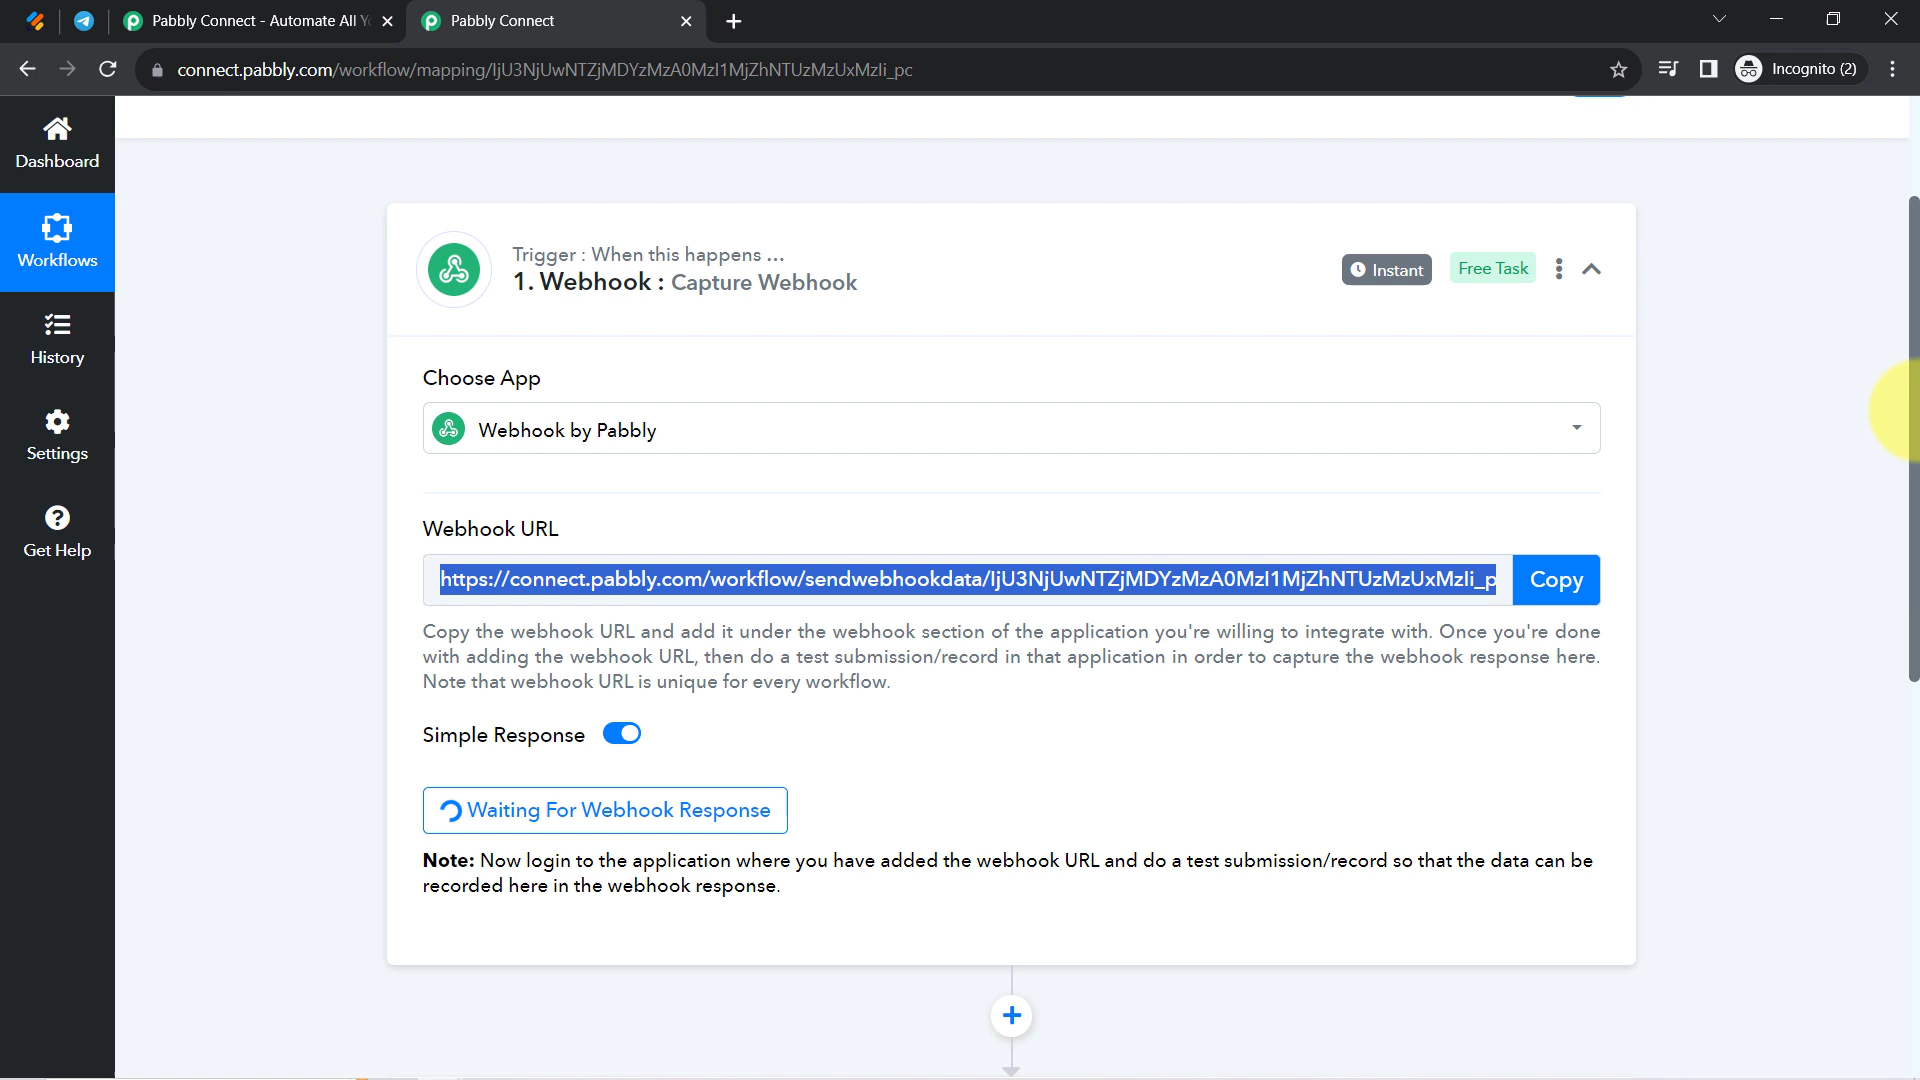 Pabbly Connect - Automate All Y
Pabbly Connect
connect.pabbly.com/workflow/mapping/IjU3NjUwNTZjMDYzMzA0MzI1MjZhNTUzMzUxMzIi_pc
Incognito (2)
Dashboard
Workflows
History
Settings
Get Help
Trigger : When this happens ...
1. Webhook : Capture Webhook
Instant
Free Task
Choose App
Webhook by Pabbly
Webhook URL
https://connect.pabbly.com/workflow/sendwebhookdata/IjU3NjUwNTZjMDYzMzA0MzI1MjZhNTUzMzUxMzIi_p
Copy
Copy the webhook URL and add it under the webhook section of the application you're willing to integrate with. Once you're done
with adding the webhook URL, then do a test submission/record in that application in order to capture the webhook response here.
Note that webhook URL is unique for every workflow.
Simple Response
Waiting For Webhook Response
Note: Now login to the application where you have added the webhook URL and do a test submission/record so that the data can be
recorded here in the webhook response.